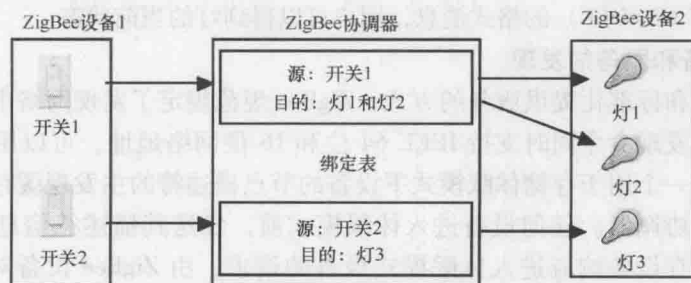 ZigBee设备1
ZigBee协调器
ZigBee设备2
源：开关1
目的：灯1和灯2
开关1
灯1
绑定表
灯2
源：开关2
目的：灯3
开关2
灯3